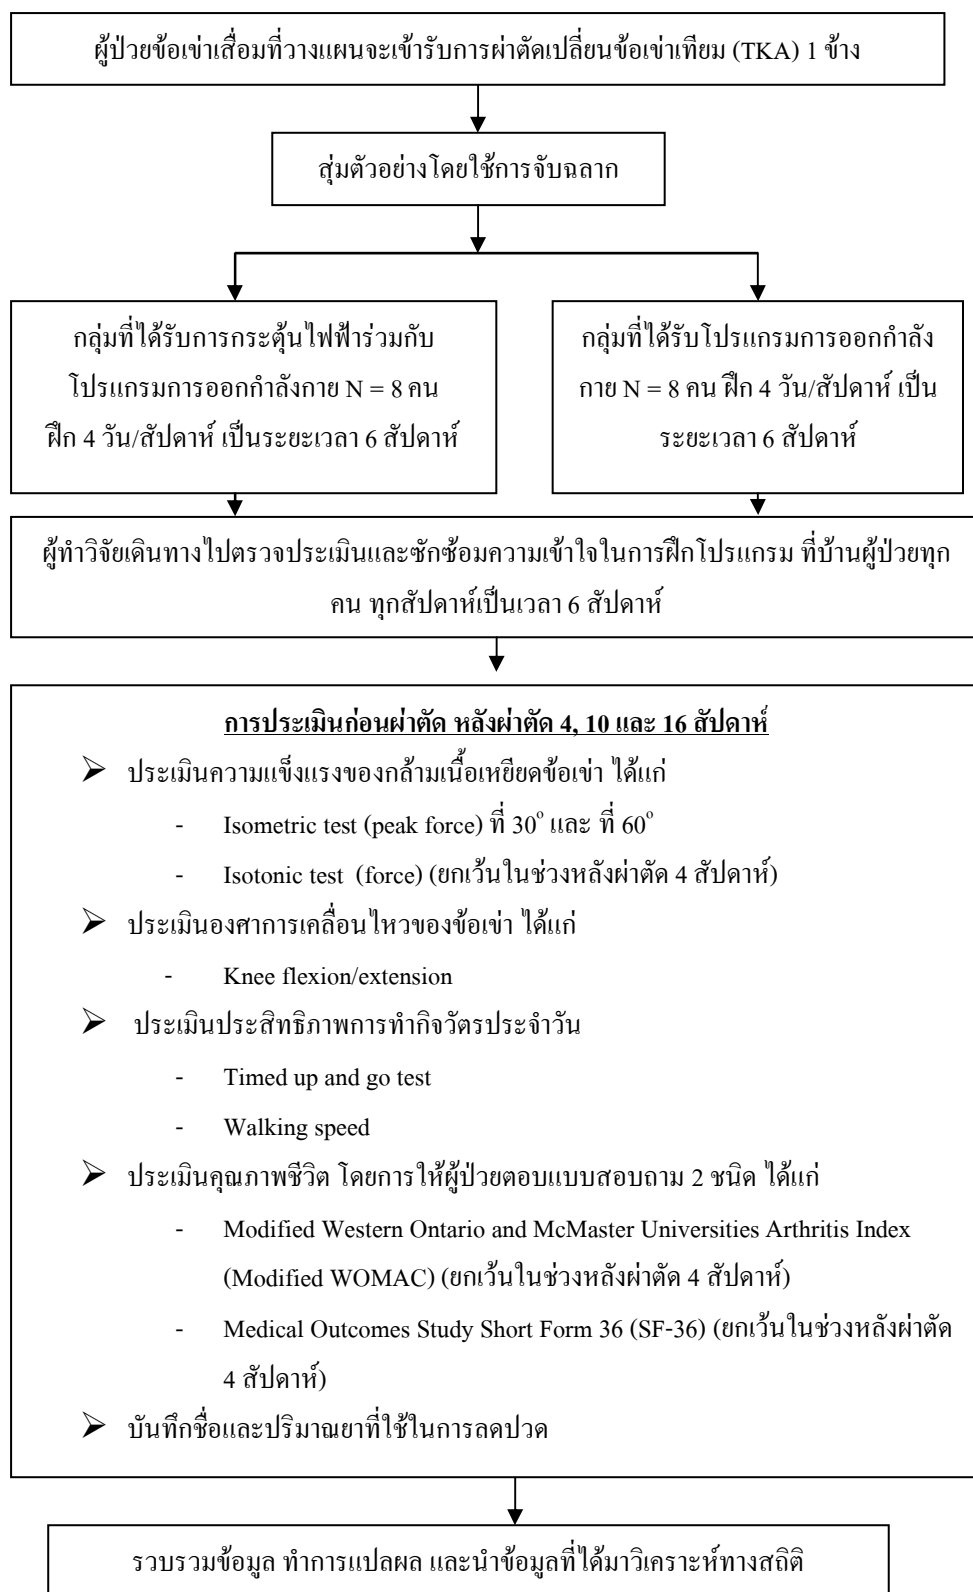 ผู้ป่วยข้อเข่าเสื่อมที่วางแผนจะเข้ารับการผ่าตัดเปลี่ยนข้อเข่าเทียม (TKA) 1 ข้าง
สุ่มตัวอย่างโดยใช้การจับฉลาก
กลุ่มที่ได้รับการกระตุ้นไฟฟ้าร่วมกับ
โปรแกรมการออกกำลังกาย N = 8 คน
ฝึก 4 วัน/สัปดาห์ เป็นระยะเวลา 6 สัปดาห์
กลุ่มที่ได้รับโปรแกรมการออกกำลัง
กาย N = 8 คน ฝึก 4 วัน/สัปดาห์ เป็น
ระยะเวลา 6 สัปดาห์
ผู้ทำวิจัยเดินทางไปตรวจประเมินและซักซ้อมความเข้าใจในการฝึกโปรแกรม ที่บ้านผู้ป่วยทุก
คน ทุกสัปดาห์เป็นเวลา 6 สัปดาห์
การประเมินก่อนผ่าตัด หลังผ่าตัด 4, 10 และ 16 สัปดาห์
➢ ประเมินความแข็งแรงของกล้ามเนื้อเหยียดข้อเข่า ได้แก่
- Isometric test (peak force) ที่ 30° และ ที่ 60°
- Isotonic test (force) (ยกเว้นในช่วงหลังผ่าตัด 4 สัปดาห์)
➢ ประเมินองศาการเคลื่อนไหวของข้อเข่า ได้แก่
- Knee flexion/extension
➢ ประเมินประสิทธิภาพการทำกิจวัตรประจำวัน
- Timed up and go test
- Walking speed
➢ ประเมินคุณภาพชีวิต โดยการให้ผู้ป่วยตอบแบบสอบถาม 2 ชนิด ได้แก่
- Modified Western Ontario and McMaster Universities Arthritis Index
(Modified WOMAC) (ยกเว้นในช่วงหลังผ่าตัด 4 สัปดาห์)
- Medical Outcomes Study Short Form 36 (SF-36) (ยกเว้นในช่วงหลังผ่าตัด
4 สัปดาห์)
➢ บันทึกชื่อและปริมาณยาที่ใช้ในการลดปวด
รวบรวมข้อมูล ทำการแปลผล และนำข้อมูลที่ได้มาวิเคราะห์ทางสถิติ